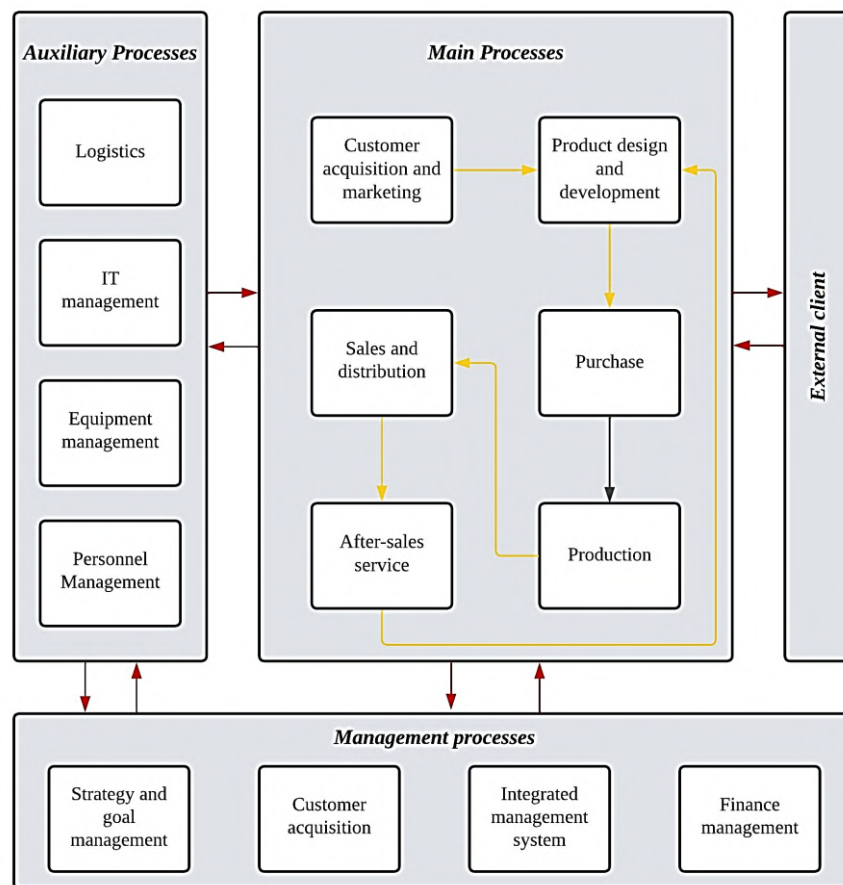 Auxiliary Processes
Logistics
IT
management
Equipment
management
Personnel
Management
Main Processes
Customer
acquisition and
marketing
Product design
and
development
Sales and
distribution
Purchase
After-sales
service
Production
External client
Management processes
Strategy and
goal
management
Customer
acquisition
Integrated
management
system
Finance
management